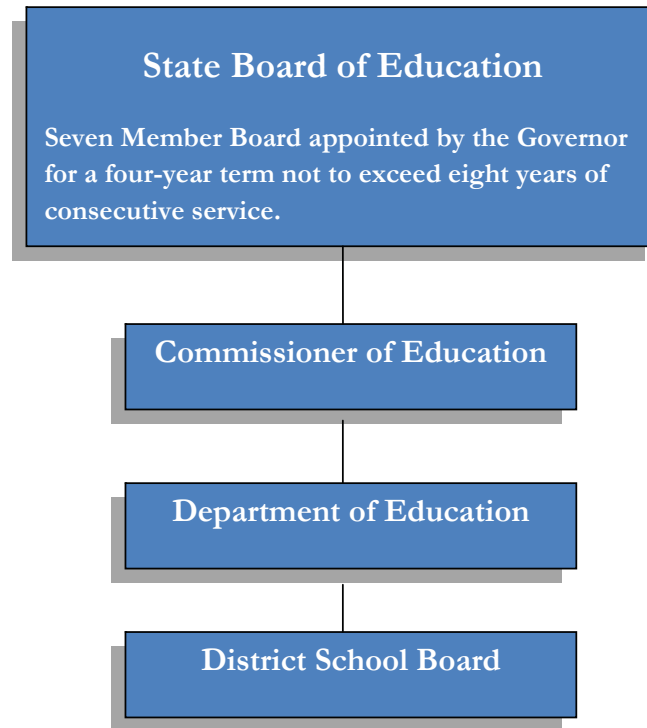 State Board of Education
Seven Member Board appointed by the Governor
for a four-year term not to exceed eight years of
consecutive service.
Commissioner of Education
Department of Education
District School Board